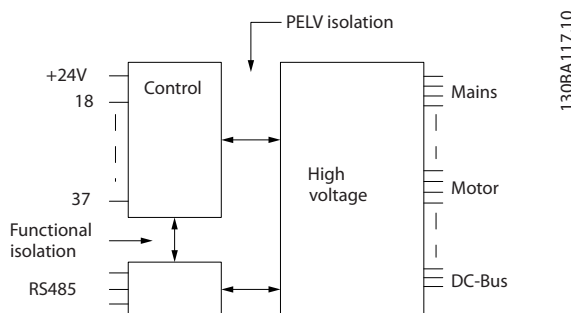 PELV isolation
130BA117.10
+24V
Control
18
Mains
High
voltage
37
Motor
Functional
isolation
RS485
DC-Bus